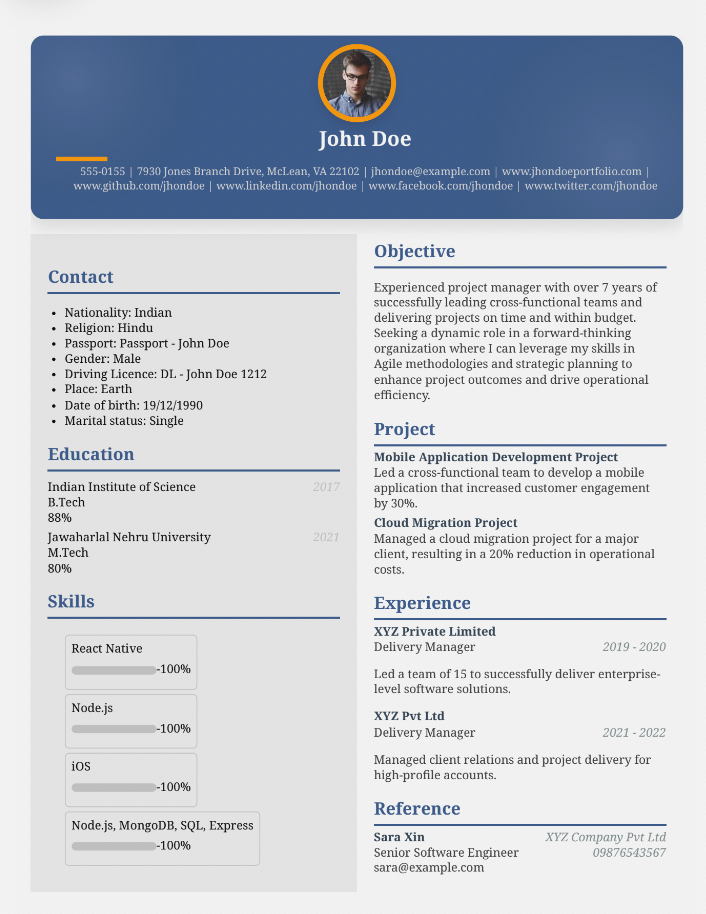 John Doe
555-0155 | 7930 Jones Branch Drive, McLean, VA 22102 | jhondoe@example.com | www.jhondoeportfolio.com |
www.github.com/jhondoe | www.linkedin.com/jhondoe | www.facebook.com/jhondoe | www.twitter.com/jhondoe
Contact
• Nationality: Indian
• Religion: Hindu
• Passport: Passport - John Doe
• Gender: Male
• Driving Licence: DL - John Doe 1212
• Place: Earth
• Date of birth: 19/12/1990
• Marital status: Single
Education
Indian Institute of Science 2017
B.Tech
88%
Jawaharlal Nehru University 2021
M.Tech
80%
Skills
React Native
-100%
Node.js
-100%
iOS
-100%
Node.js, MongoDB, SQL, Express
-100%
Objective
Experienced project manager with over 7 years of
successfully leading cross-functional teams and
delivering projects on time and within budget.
Seeking a dynamic role in a forward-thinking
organization where I can leverage my skills in
Agile methodologies and strategic planning to
enhance project outcomes and drive operational
efficiency.
Project
Mobile Application Development Project
Led a cross-functional team to develop a mobile
application that increased customer engagement
by 30%.
Cloud Migration Project
Managed a cloud migration project for a major
client, resulting in a 20% reduction in operational
costs.
Experience
XYZ Private Limited
Delivery Manager 2019 - 2020
Led a team of 15 to successfully deliver enterprise-
level software solutions.
XYZ Pvt Ltd
Delivery Manager 2021 - 2022
Managed client relations and project delivery for
high-profile accounts.
Reference
Sara Xin XYZ Company Pvt Ltd
Senior Software Engineer 09876543567
sara@example.com